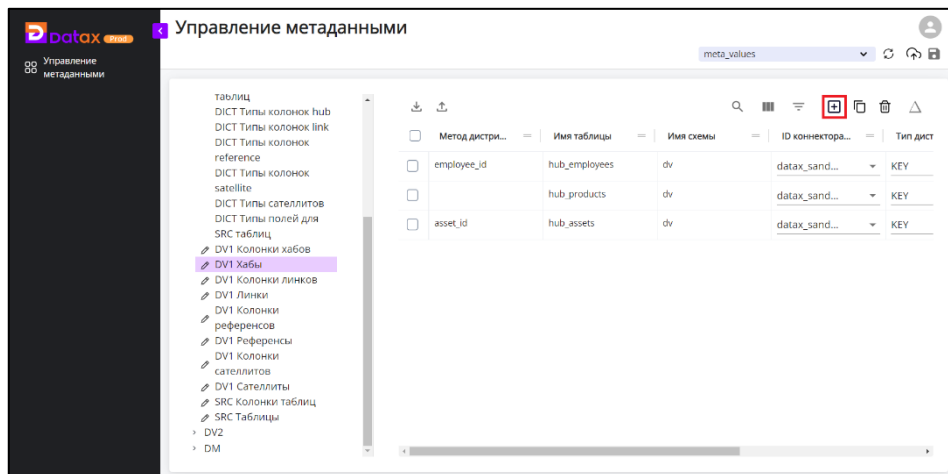 Datax Prod
Управление метаданными
meta_values
Управление
метаданными
таблиц
DICT Типы колонок hub
DICT Типы колонок link
DICT Типы колонок
reference
DICT Типы колонок
satellite
DICT Типы сателлитов
DICT Типы полей для
SRC таблиц
DV1 Колонки хабов
DV1 Хабы
DV1 Колонки линков
DV1 Линки
DV1 Колонки
референсов
DV1 Референсы
DV1 Колонки
сателлитов
DV1 Сателлиты
SRC Колонки таблиц
SRC Таблицы
DV2
DM
Метод дистри... Имя таблицы Имя схемы ID коннектора... Тип дист
employee_id hub_employees dv datax_sand... KEY
hub_products dv datax_sand... KEY
asset_id hub_assets dv datax_sand... KEY